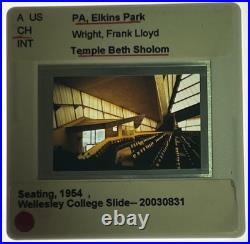 A US PA, Elkins Park
CH Wright, Frank Lloyd
INT Temple Beth Sholom
Seating, 1954 ,
Wellesley College Slide-- 20030831